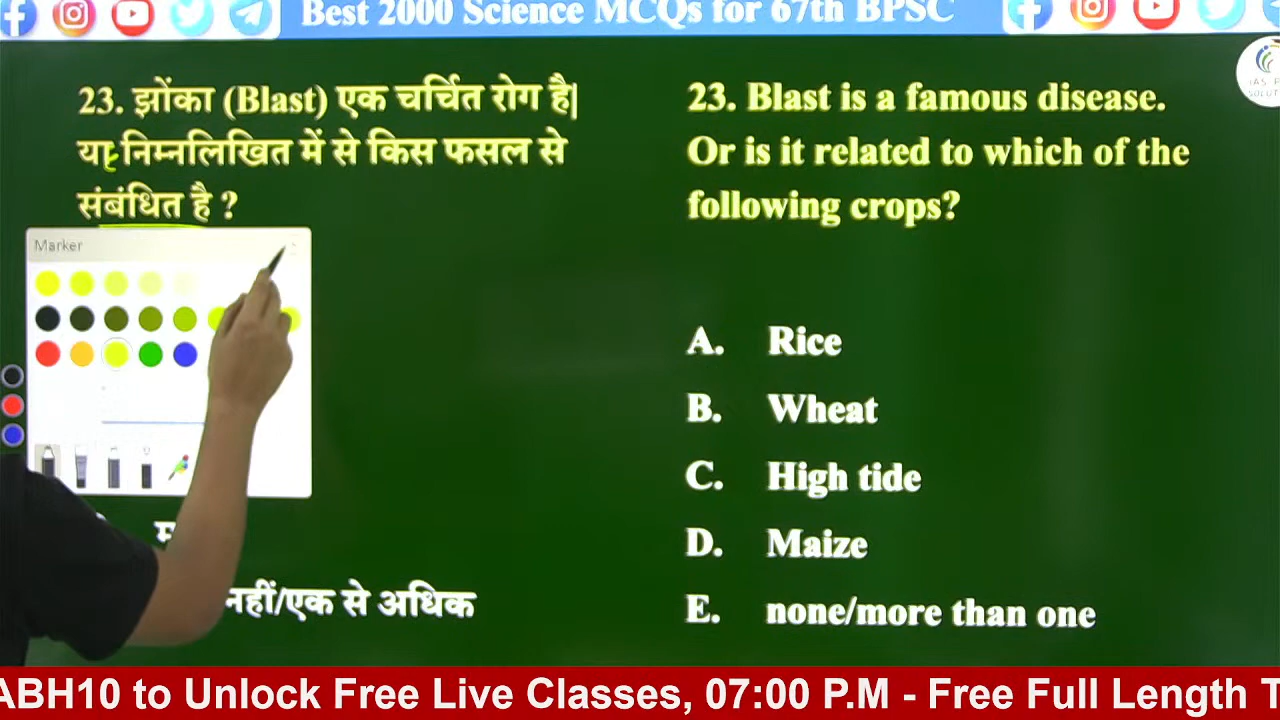 Best 2000 Science MCQs for 67th BPSC
23. झोंका (Blast) एक चर्चित रोग है|
या निम्नलिखित में से किस फसल से
संबंधित है ?
Marker
नहीं/एक से अधिक
23. Blast is a famous disease.
Or is it related to which of the
following crops?
A. Rice
B. Wheat
C. High tide
D. Maize
E. none/more than one
ABH10 to Unlock Free Live Classes, 07:00 P.M - Free Full Length T